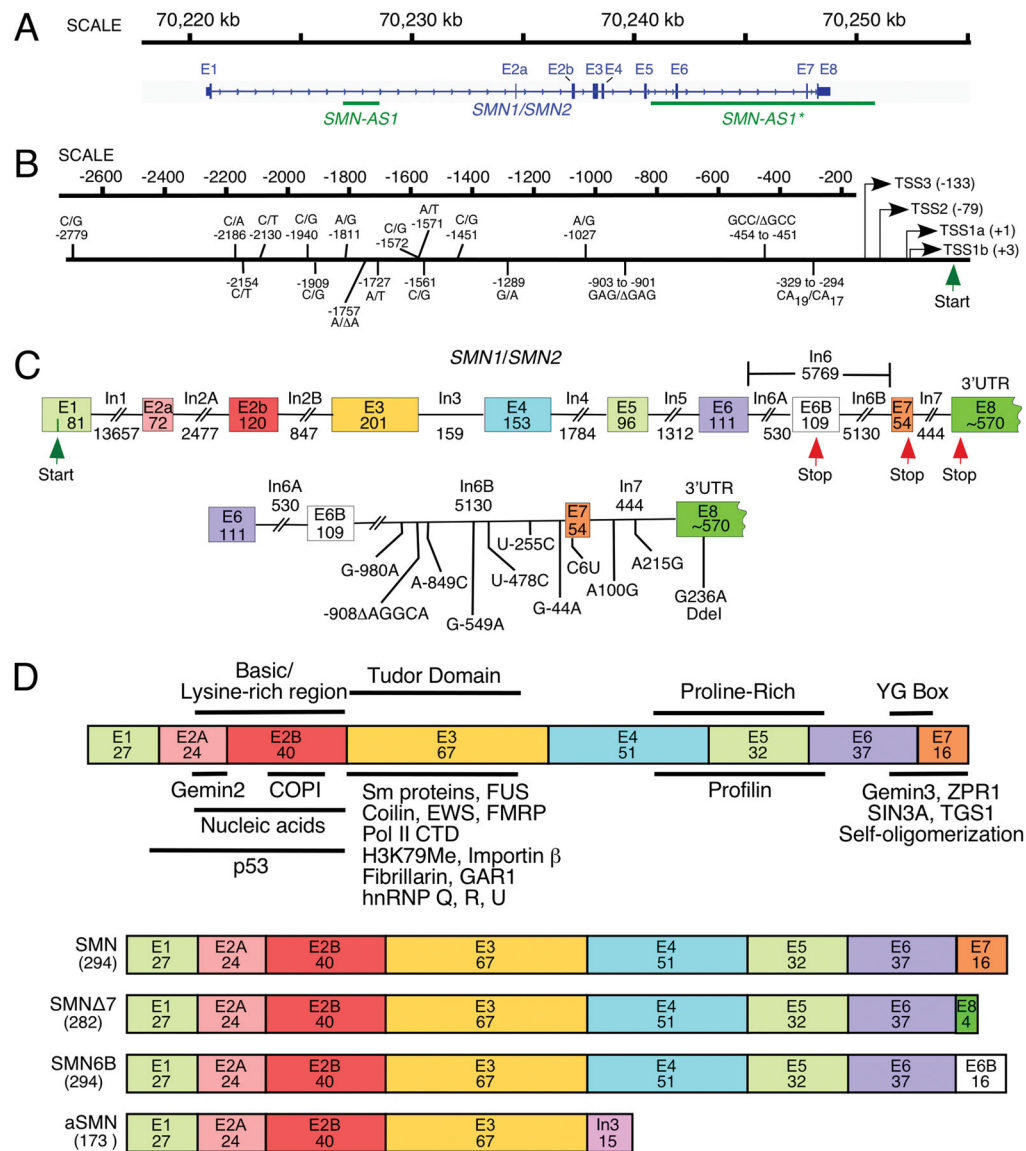 A
SCALE 70,220 kb 70,230 kb 70,240 kb 70,250 kb
E1 E2a E2b E3 E4 E5 E6 E7 E8
SMN-AS1 SMN1/SMN2 SMN-AS1*
B
SCALE
-2600 -2400 -2200 -2000 -1800 -1600 -1400 -1200 -1000 -800 -600 -400 -200
TSS3 (-133)
TSS2 (-79)
TSS1a (+1)
TSS1b (+3)
C/G
-2779
C/A
-2186
C/T
-2130
C/G
-1940
A/G
-1811
C/G
-1572
A/T
-1571
C/G
-1451
A/G
-1027
GCC/ΔGCC
-454 to -451
-2154
C/T
-1909
C/G
-1757
A/ΔA
-1727
A/T
-1561
C/G
-1289
G/A
-903 to -901
GAG/ΔGAG
-329 to -294
CA19/CA17
Start
C
SMN1/SMN2
In6
5769
In1 In2A In2B In3 In4 In5 In6A In6B In7 3'UTR
E1 E2a E2b E3 E4 E5 E6 E6B E7 E8
81 72 120 201 153 96 111 109 54 ~570
13657 2477 847 159 1784 1312 530 5130 444
Start Stop Stop Stop
In6A In6B In7 3'UTR
530 5130 444
E6 E6B E7 E8
111 109 54 ~570
G-980A
-908ΔAGGCA
A-849C
G-549A
U-478C
U-255C
G-44A
C6U
A100G
A215G
G236A
DdeI
D
Basic/
Lysine-rich region
Tudor Domain
Proline-Rich
YG Box
E1 E2A E2B E3 E4 E5 E6 E7
27 24 40 67 51 32 37 16
Gemin2
COPI
Nucleic acids
p53
Sm proteins, FUS
Coilin, EWS, FMRP
Pol II CTD
H3K79Me, Importin β
Fibrillarin, GAR1
hnRNP Q, R, U
Profilin
Gemin3, ZPR1
SIN3A, TGS1
Self-oligomerization
SMN E1 E2A E2B E3 E4 E5 E6 E7
(294) 27 24 40 67 51 32 37 16
SMNΔ7 E1 E2A E2B E3 E4 E5 E6 E8
(282) 27 24 40 67 51 32 37 4
SMN6B E1 E2A E2B E3 E4 E5 E6 E6B
(294) 27 24 40 67 51 32 37 16
aSMN E1 E2A E2B E3 In3
(173 ) 27 24 40 67 15